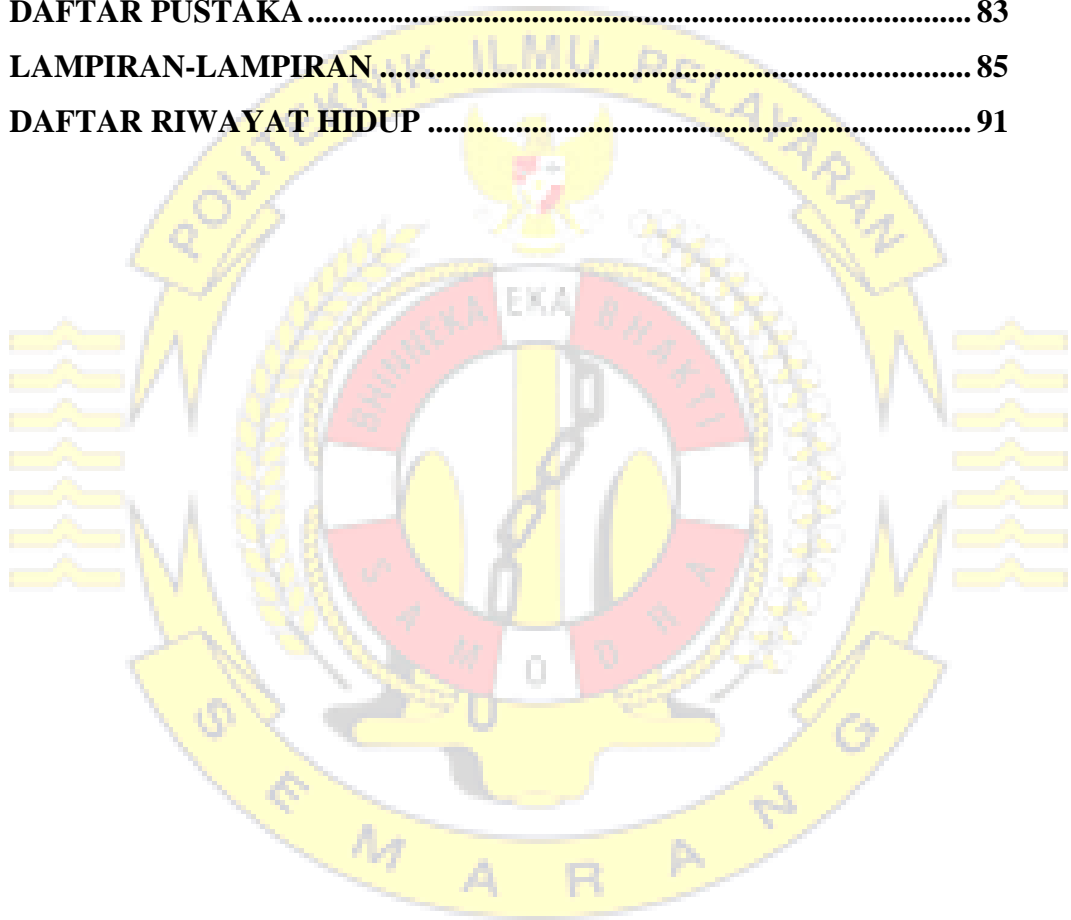 DAFTAR PUSTAKA ........................................................................................ 83
LAMPIRAN-LAMPIRAN .............................................................................. 85
DAFTAR RIWAYAT HIDUP ........................................................................ 91
POLITEKNIK ILMU PELAYARAN
BHINNEKA EKA BHAKTI
SAMODRA
SEMARANG